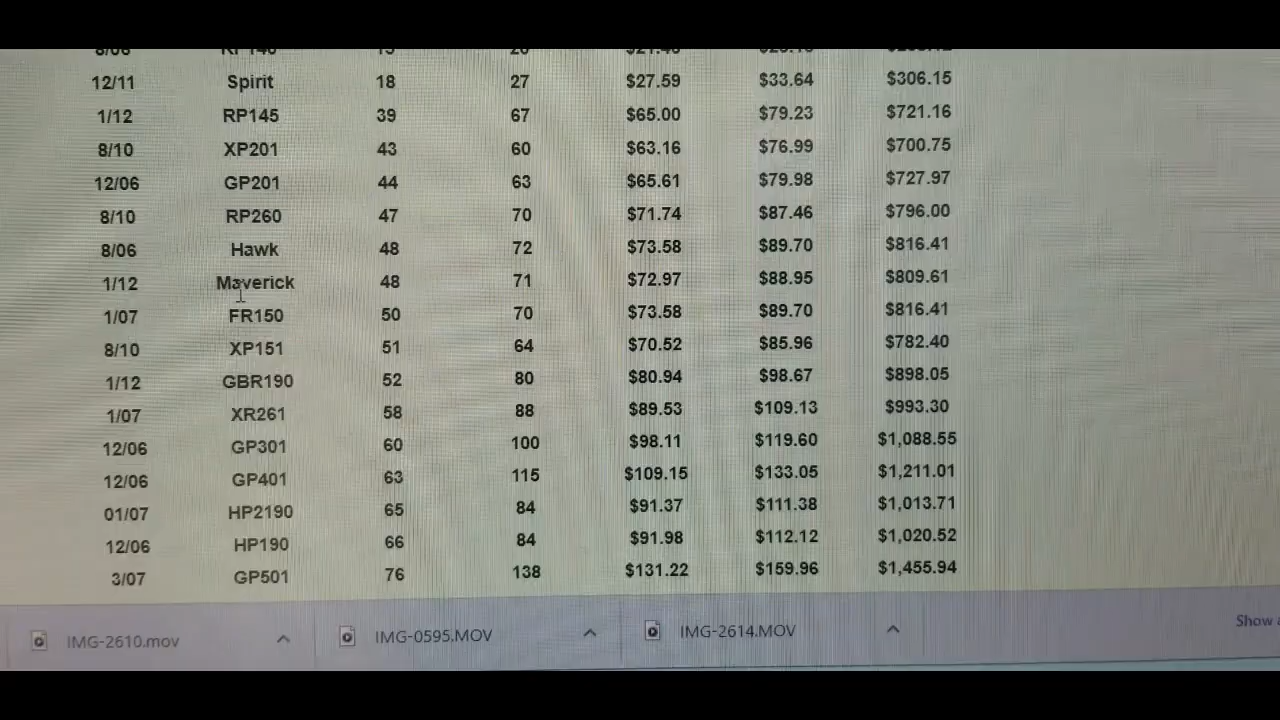 12/11 Spirit 18 27 $27.59 $33.64 $306.15
1/12 RP145 39 67 $65.00 $79.23 $721.16
8/10 XP201 43 60 $63.16 $76.99 $700.75
12/06 GP201 44 63 $65.61 $79.98 $727.97
8/10 RP260 47 70 $71.74 $87.46 $796.00
8/06 Hawk 48 72 $73.58 $89.70 $816.41
1/12 Maverick 48 71 $72.97 $88.95 $809.61
1/07 FR150 50 70 $73.58 $89.70 $816.41
8/10 XP151 51 64 $70.52 $85.96 $782.40
1/12 GBR190 52 80 $80.94 $98.67 $898.05
1/07 XR261 58 88 $89.53 $109.13 $993.30
12/06 GP301 60 100 $98.11 $119.60 $1,088.55
12/06 GP401 63 115 $109.15 $133.05 $1,211.01
01/07 HP2190 65 84 $91.37 $111.38 $1,013.71
12/06 HP190 66 84 $91.98 $112.12 $1,020.52
3/07 GP501 76 138 $131.22 $159.96 $1,455.94
IMG-2610.mov IMG-0595.MOV IMG-2614.MOV Show